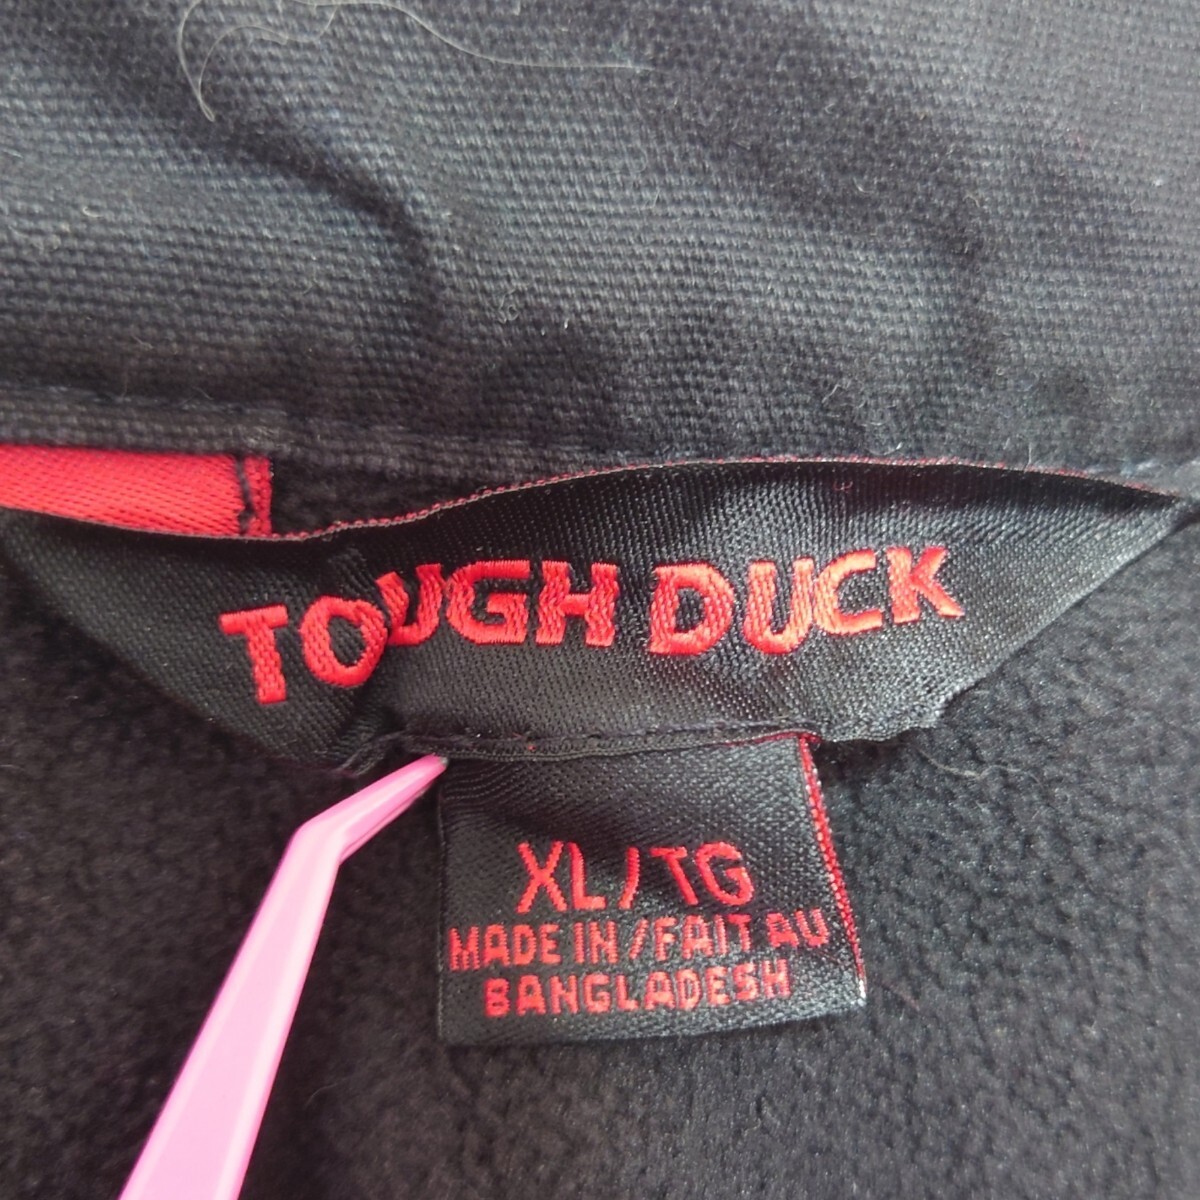 TOUGH DUCK
XL / TG
MADE IN / FAIT AU
BANGLADESH